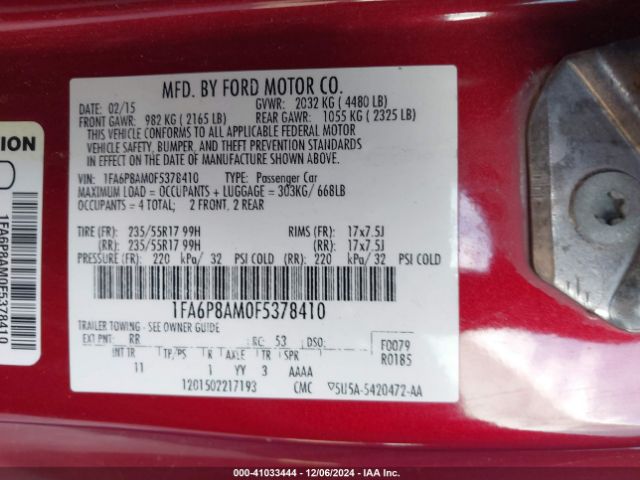 MFD. BY FORD MOTOR CO.
DATE: 02/15 GVWR: 2032 KG ( 4480 LB)
FRONT GAWR: 982 KG ( 2165 LB) REAR GAWR: 1055 KG ( 2325 LB)
THIS VEHICLE CONFORMS TO ALL APPLICABLE FEDERAL MOTOR
VEHICLE SAFETY, BUMPER, AND THEFT PREVENTION STANDARDS
IN EFFECT ON THE DATE OF MANUFACTURE SHOWN ABOVE.
VIN: 1FA6P8AM0F5378410 TYPE: Passenger Car
MAXIMUM LOAD = OCCUPANTS + LUGGAGE = 303KG/ 668LB
OCCUPANTS = 4 TOTAL; 2 FRONT, 2 REAR
TIRE (FR): 235/55R17 99H RIMS (FR): 17x7.5J
(RR): 235/55R17 99H (RR): 17x7.5J
PRESSURE (FR): 220 kPa/ 32 PSI COLD (RR): 220 kPa/ 32 PSI COLD
1FA6P8AM0F5378410
TRAILER TOWING - SEE OWNER GUIDE
EXT PNT: RR RC: 53 DSO: F0079
R0185
INT TR TP/PS R AXLE TR SPR
11 1 YY 3 AAAA
1201502217193 CMC 5U5A-5420472-AA
TION
1FA6P8AM0F5378410
000-41033444 - 12/06/2024 - IAA Inc.